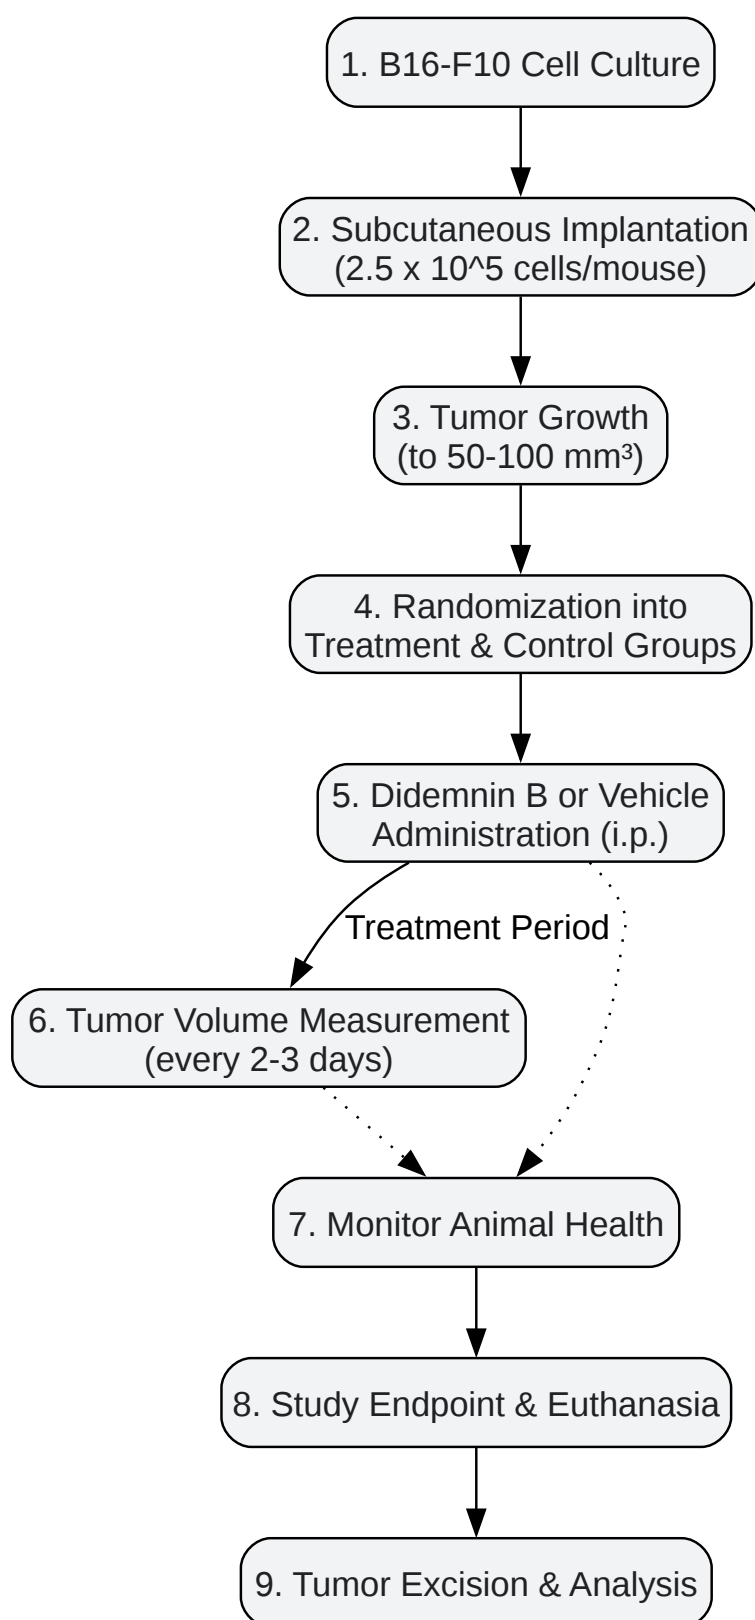 1. B16-F10 Cell Culture
2. Subcutaneous Implantation
(2.5 x 10^5 cells/mouse)
3. Tumor Growth
(to 50-100 mm³)
4. Randomization into
Treatment & Control Groups
5. Didemnin B or Vehicle
Administration (i.p.)
Treatment Period
6. Tumor Volume Measurement
(every 2-3 days)
7. Monitor Animal Health
8. Study Endpoint & Euthanasia
9. Tumor Excision & Analysis